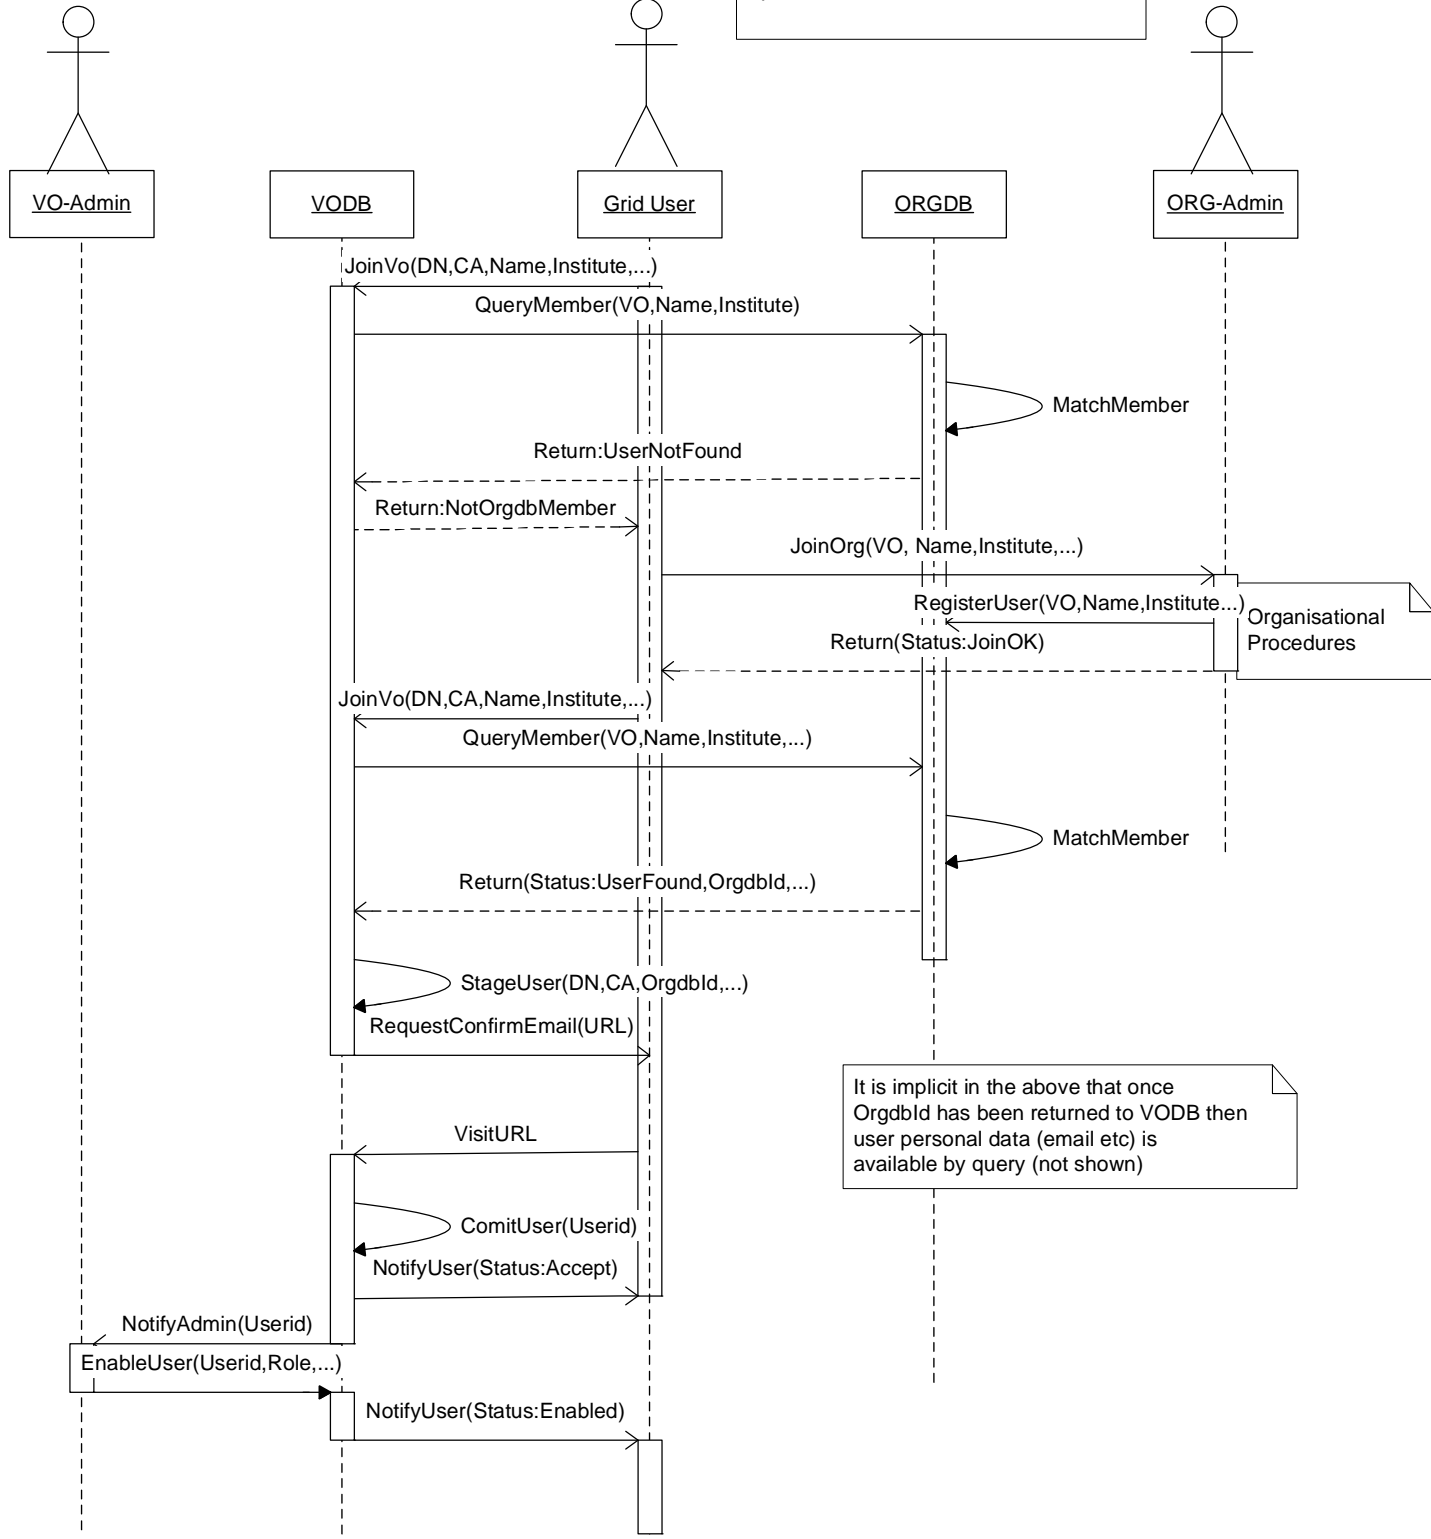 VO-Admin
VODB
Grid User
ORGDB
ORG-Admin
JoinVo(DN,CA,Name,Institute,...)
QueryMember(VO,Name,Institute)
MatchMember
Return:UserNotFound
Return:NotOrgdbMember
JoinOrg(VO, Name,Institute,...)
RegisterUser(VO,Name,Institute...)
Organisational
Procedures
Return(Status:JoinOK)
JoinVo(DN,CA,Name,Institute,...)
QueryMember(VO,Name,Institute,...)
MatchMember
Return(Status:UserFound,OrgdbId,...)
StageUser(DN,CA,OrgdbId,...)
RequestConfirmEmail(URL)
It is implicit in the above that once
OrgdbId has been returned to VODB then
user personal data (email etc) is
available by query (not shown)
VisitURL
ComitUser(Userid)
NotifyUser(Status:Accept)
NotifyAdmin(Userid)
EnableUser(Userid,Role,...)
NotifyUser(Status:Enabled)